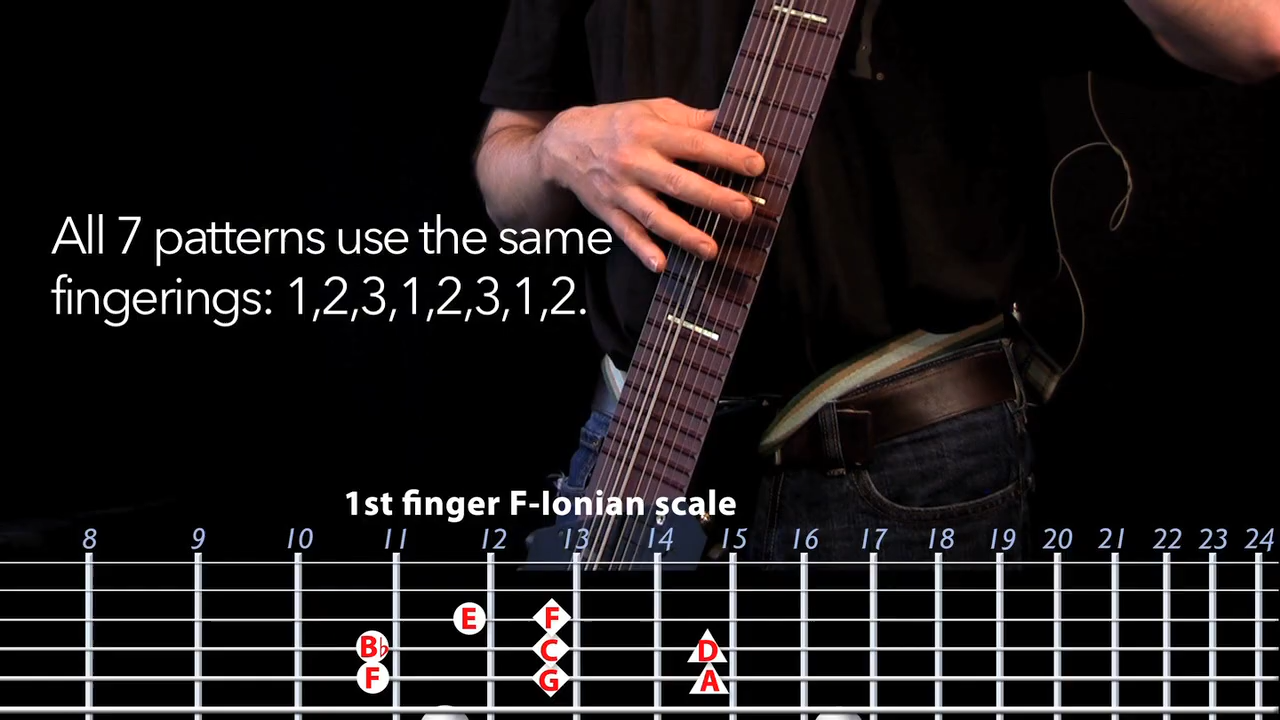 All 7 patterns use the same
fingerings: 1,2,3,1,2,3,1,2.
1st finger F-Ionian scale
8 9 10 11 12 13 14 15 16 17 18 19 20 21 22 23 24
E F
B♭ C D
F G A